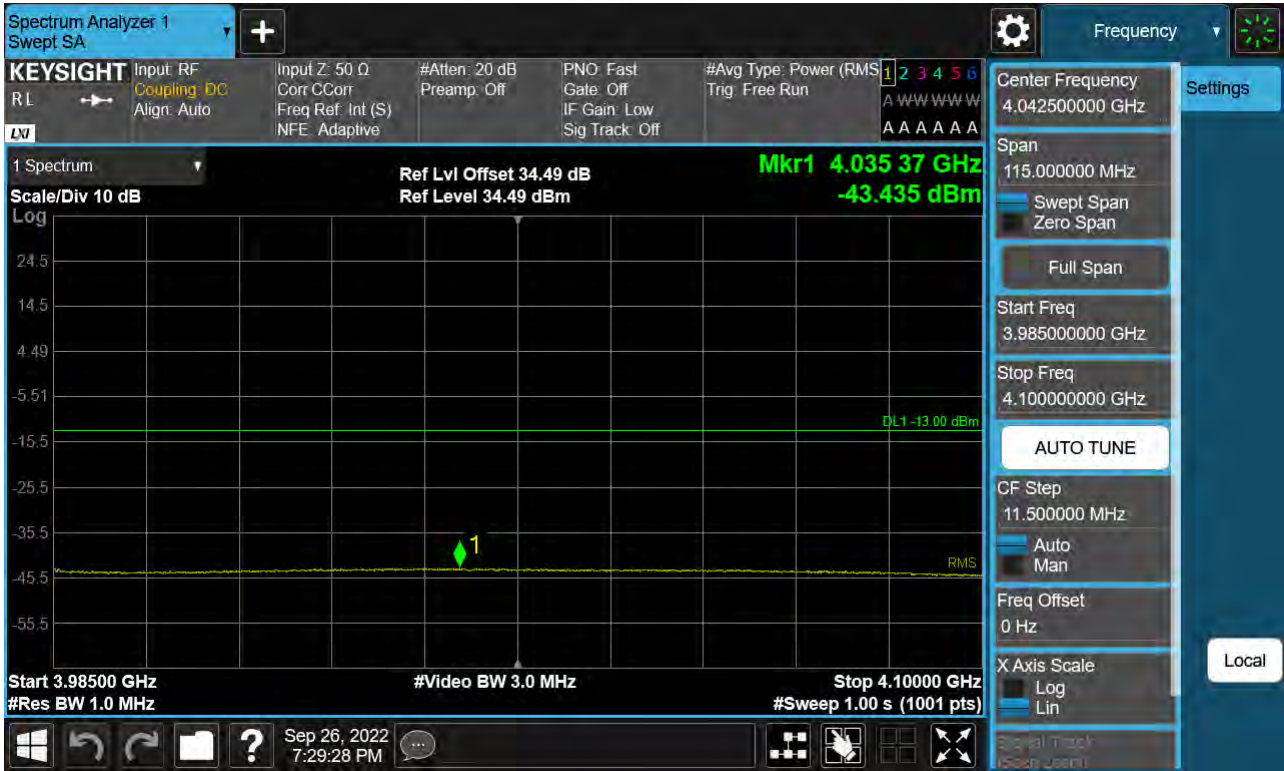 Spectrum Analyzer 1
Swept SA
+
Frequency
KEYSIGHT
RL
LXI
Input: RF
Coupling: DC
Align: Auto
Input Z: 50 Ω
Corr CCorr
Freq Ref: Int (S)
NFE: Adaptive
#Atten: 20 dB
Preamp: Off
PNO: Fast
Gate: Off
IF Gain: Low
Sig Track: Off
#Avg Type: Power (RMS
Trig: Free Run
1 2 3 4 5 6
A W W W W W
A A A A A A
1 Spectrum
Scale/Div 10 dB
Log
Ref Lvl Offset 34.49 dB
Ref Level 34.49 dBm
Mkr1 4.035 37 GHz
-43.435 dBm
24.5
14.5
4.49
-5.51
-15.5
-25.5
-35.5
-45.5
-55.5
DL1 -13.00 dBm
1
RMS
Start 3.98500 GHz
#Res BW 1.0 MHz
#Video BW 3.0 MHz
Stop 4.10000 GHz
#Sweep 1.00 s (1001 pts)
Center Frequency
4.042500000 GHz
Span
115.000000 MHz
Swept Span
Zero Span
Full Span
Start Freq
3.985000000 GHz
Stop Freq
4.100000000 GHz
AUTO TUNE
CF Step
11.500000 MHz
Auto
Man
Freq Offset
0 Hz
X Axis Scale
Log
Lin
Signal Track
(Span Zoom)
Settings
Local
?
Sep 26, 2022
7:29:28 PM